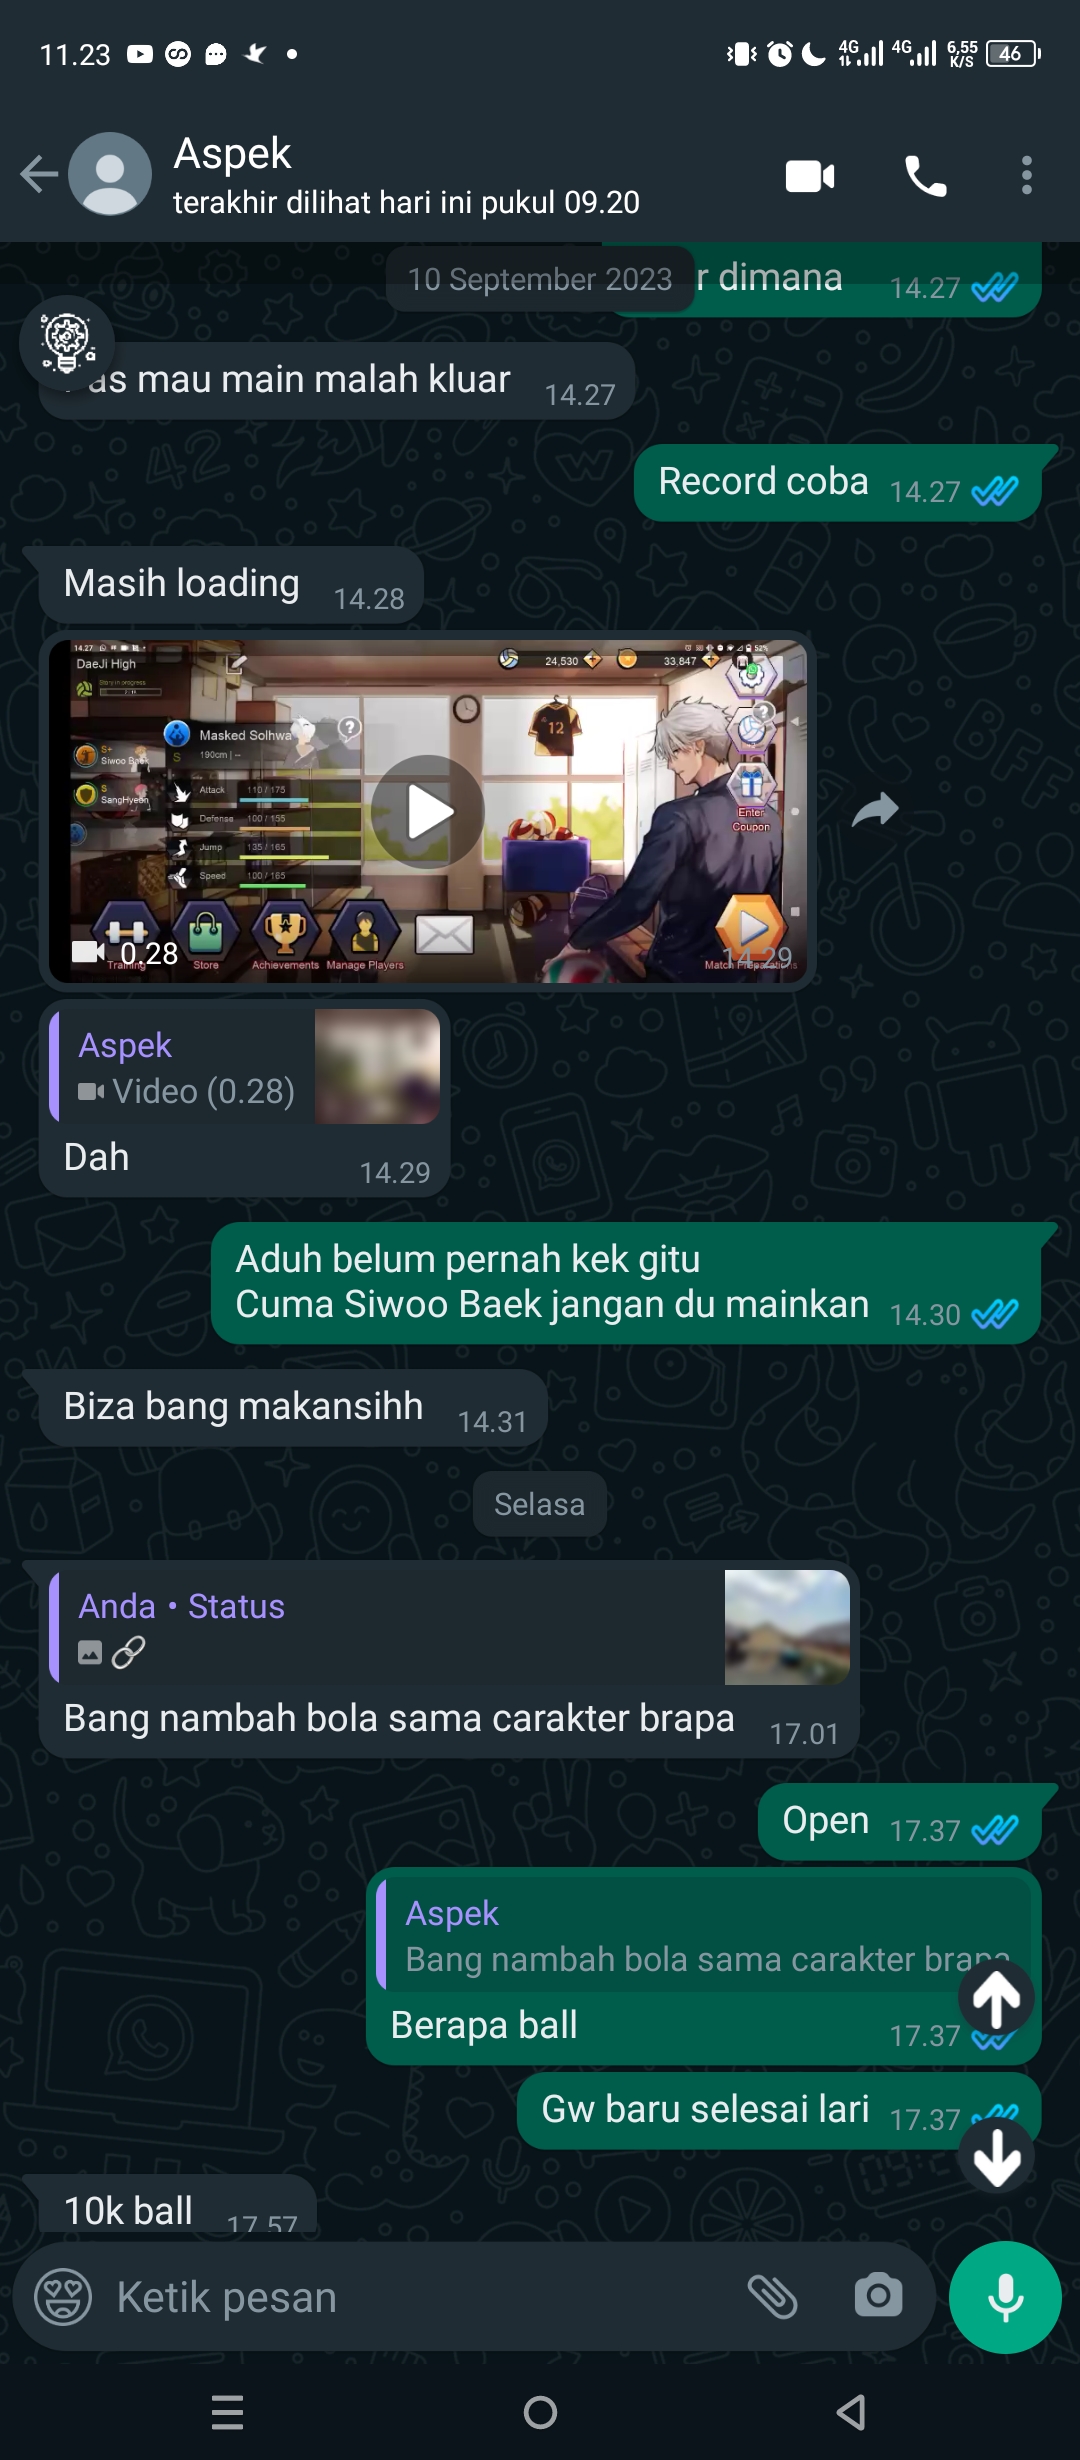 11.23
4G
4G
6,55
K/S
46
Aspek
terakhir dilihat hari ini pukul 09.20
10 September 2023
r dimana 14.27
as mau main malah kluar 14.27
Record coba 14.27
Masih loading 14.28
14.27
52%
DaeJi High
24,530
33,847
Story in progress
12
Masked Solhwa
?
?
190cm | --
S+
Siwoo Baek
S
S
SangHyeon
Attack 110 / 175
Defense 100 / 155
Jump 135 / 165
Speed 100 / 165
Enter
Coupon
0.28
14.29
Training
Store
Achievements
Manage Players
Match Preparations
Aspek
Video (0.28)
Dah 14.29
Aduh belum pernah kek gitu
Cuma Siwoo Baek jangan du mainkan 14.30
Biza bang makansihh 14.31
Selasa
Anda • Status
Bang nambah bola sama carakter brapa 17.01
Open 17.37
Aspek
Bang nambah bola sama carakter brapa
Berapa ball 17.37
Gw baru selesai lari 17.37
10k ball 17.57
Ketik pesan